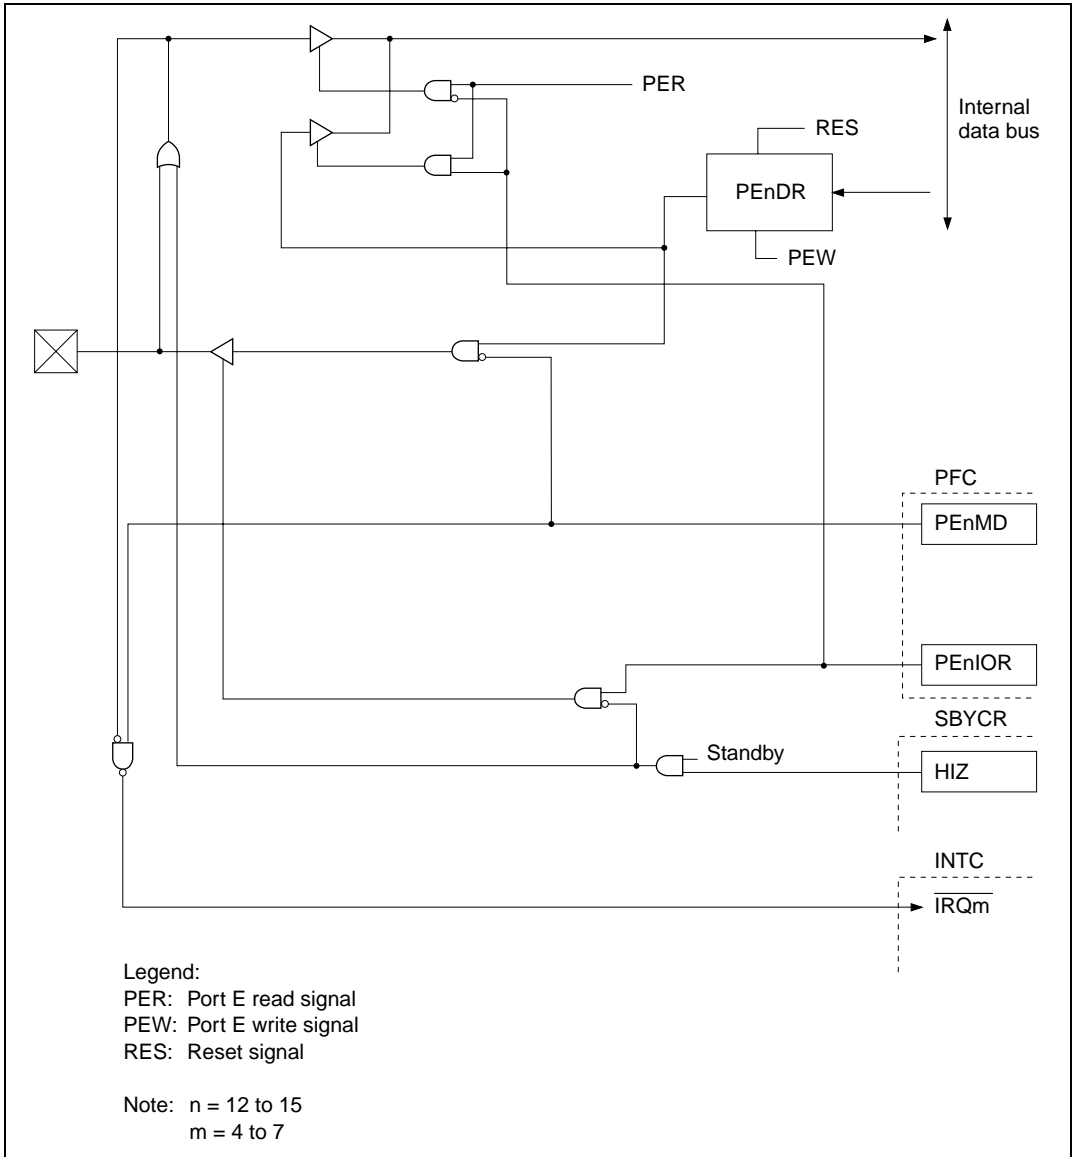 PER
Internal
data bus
RES
PEnDR
PEW
PFC
PEnMD
PEnIOR
SBYCR
Standby
HIZ
INTC
IRQm
Legend:
PER: Port E read signal
PEW: Port E write signal
RES: Reset signal
Note: n = 12 to 15
m = 4 to 7